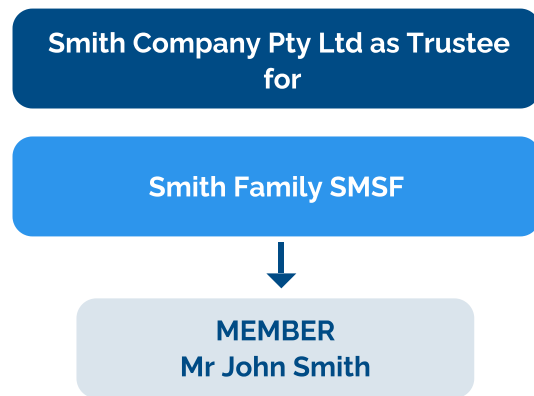 Smith Company Pty Ltd as Trustee
for
Smith Family SMSF
MEMBER
Mr John Smith